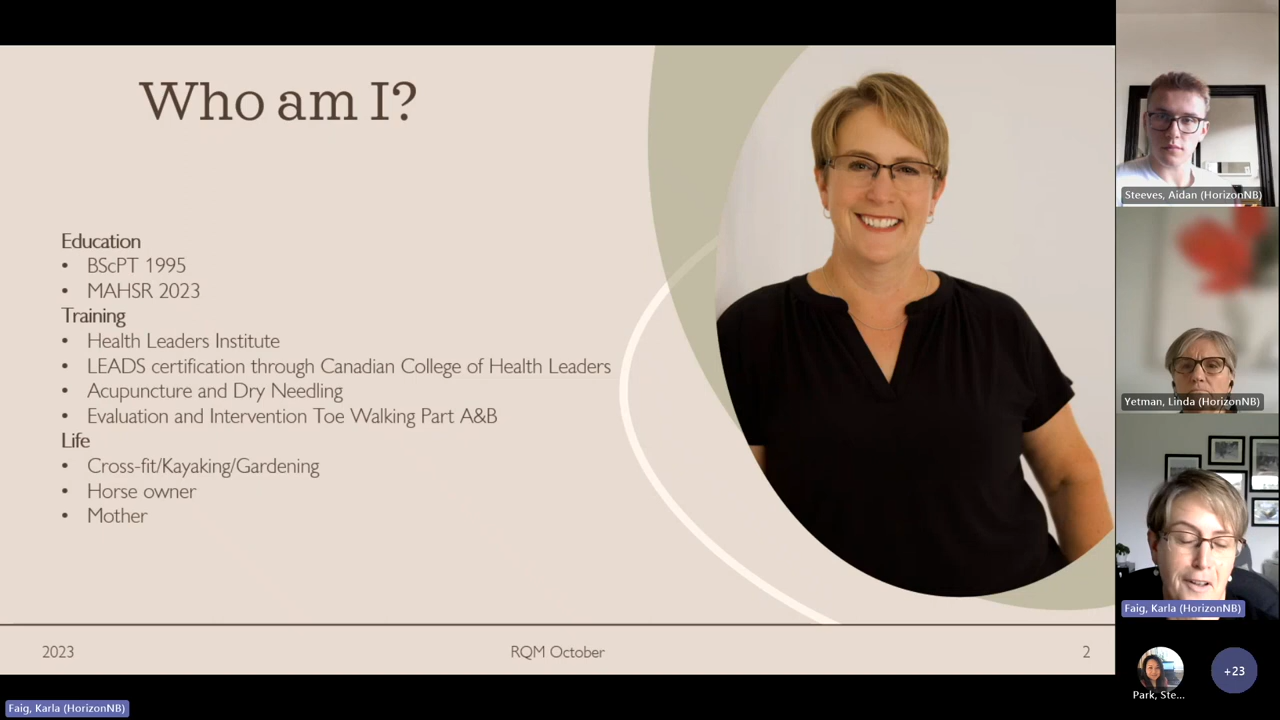 Who am I?
Education
• BScPT 1995
• MAHSR 2023
Training
• Health Leaders Institute
• LEADS certification through Canadian College of Health Leaders
• Acupuncture and Dry Needling
• Evaluation and Intervention Toe Walking Part A&B
Life
• Cross-fit/Kayaking/Gardening
• Horse owner
• Mother
2023
RQM October
2
Steeves, Aidan (HorizonNB)
Yetman, Linda (HorizonNB)
Faig, Karla (HorizonNB)
Park, Ste...
+23
Faig, Karla (HorizonNB)